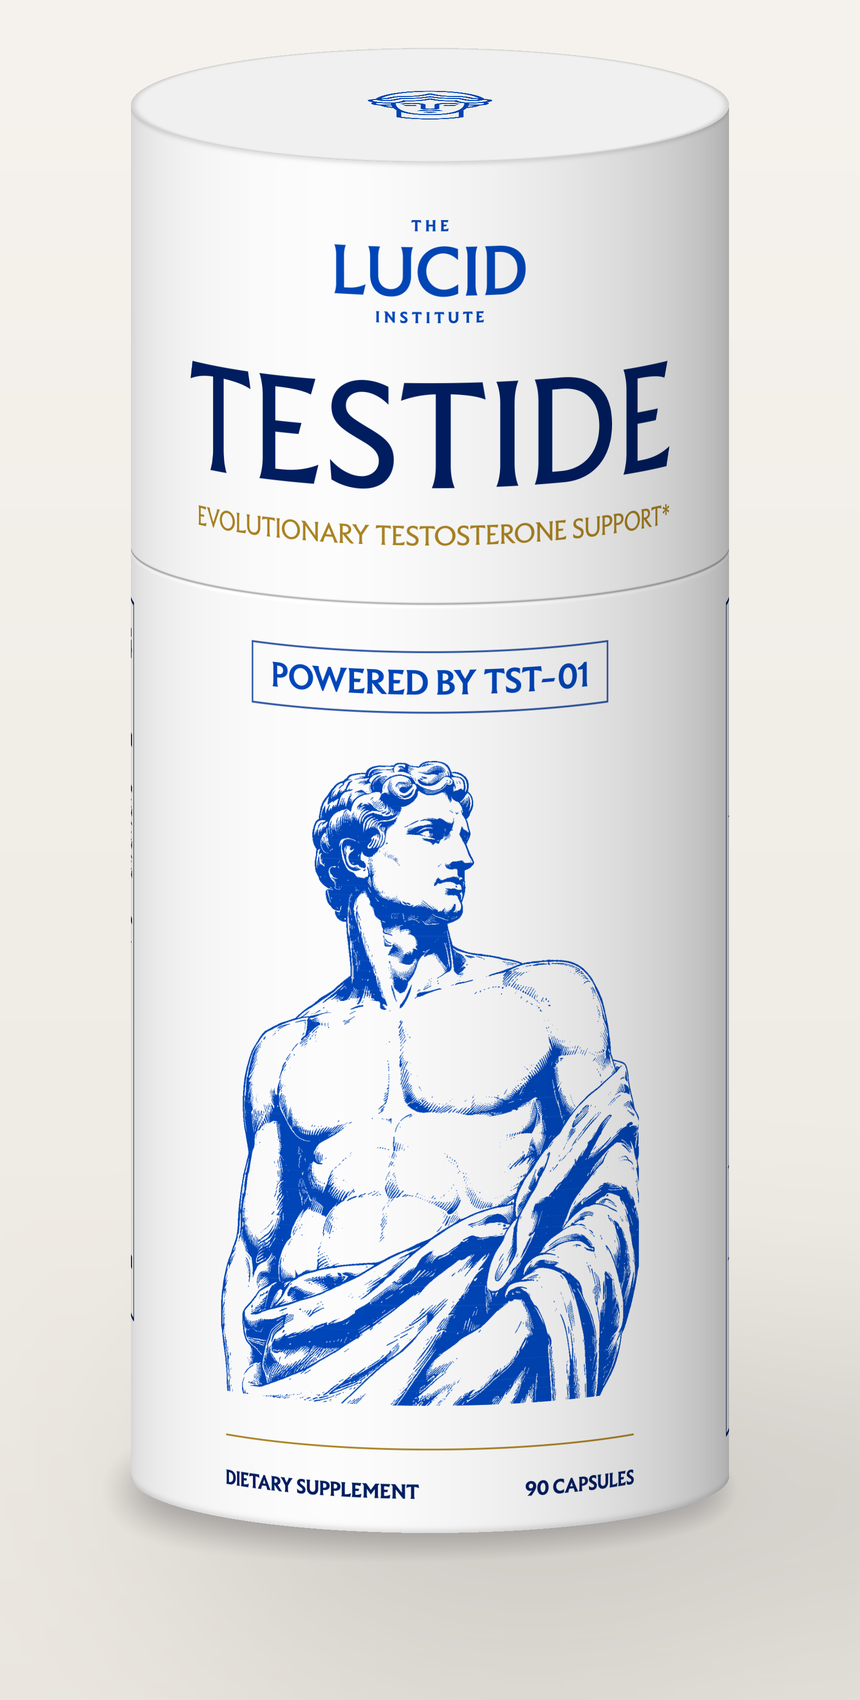 THE
LUCID
INSTITUTE
TESTIDE
EVOLUTIONARY TESTOSTERONE SUPPORT*
POWERED BY TST-01
DIETARY SUPPLEMENT
90 CAPSULES